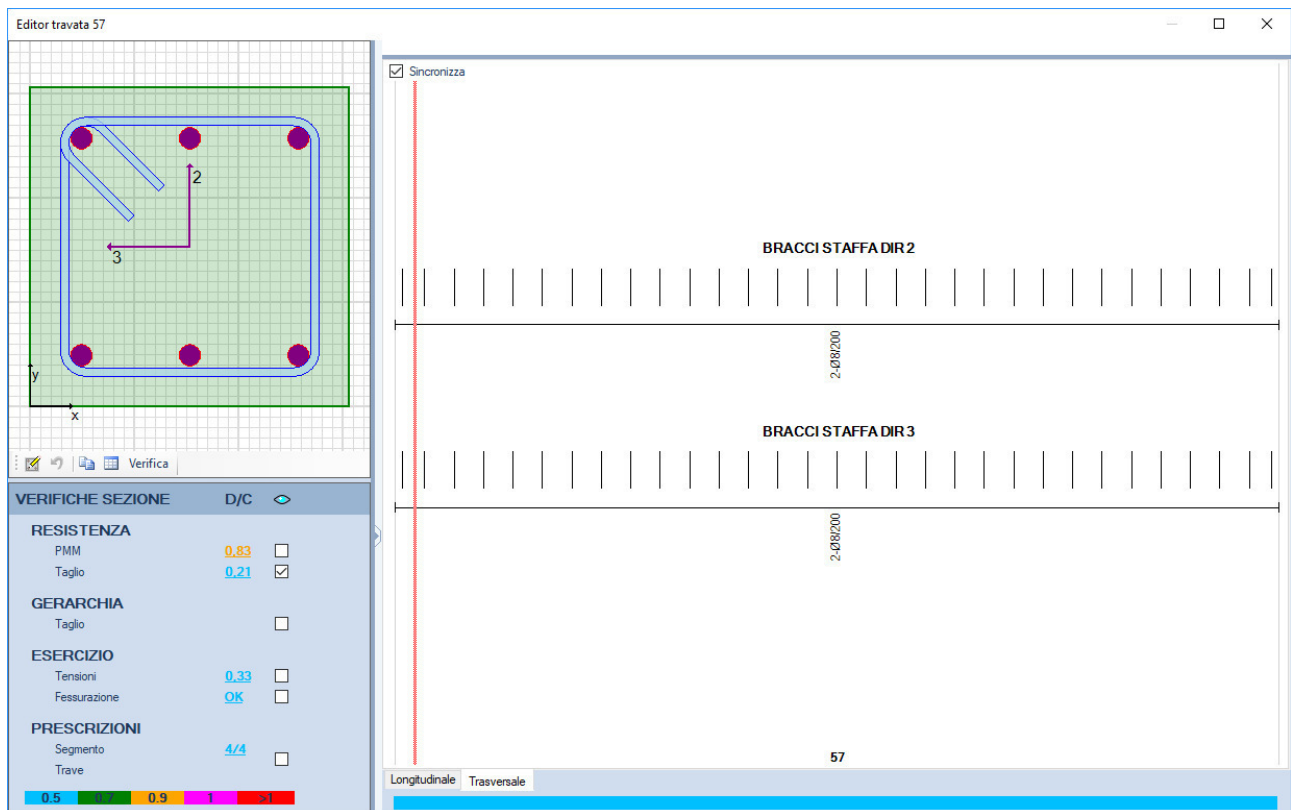 Editor travata 57
2
3
y
x
Verifica
VERIFICHE SEZIONE D/C
RESISTENZA
PMM 0,83
Taglio 0,21
GERARCHIA
Taglio
ESERCIZIO
Tensioni 0,33
Fessurazione OK
PRESCRIZIONI
Segmento 4/4
Trave
0.5 0.7 0.9 1 >1
Sincronizza
BRACCI STAFFA DIR 2
2-Ø8/200
BRACCI STAFFA DIR 3
2-Ø8/200
57
Longitudinale Trasversale